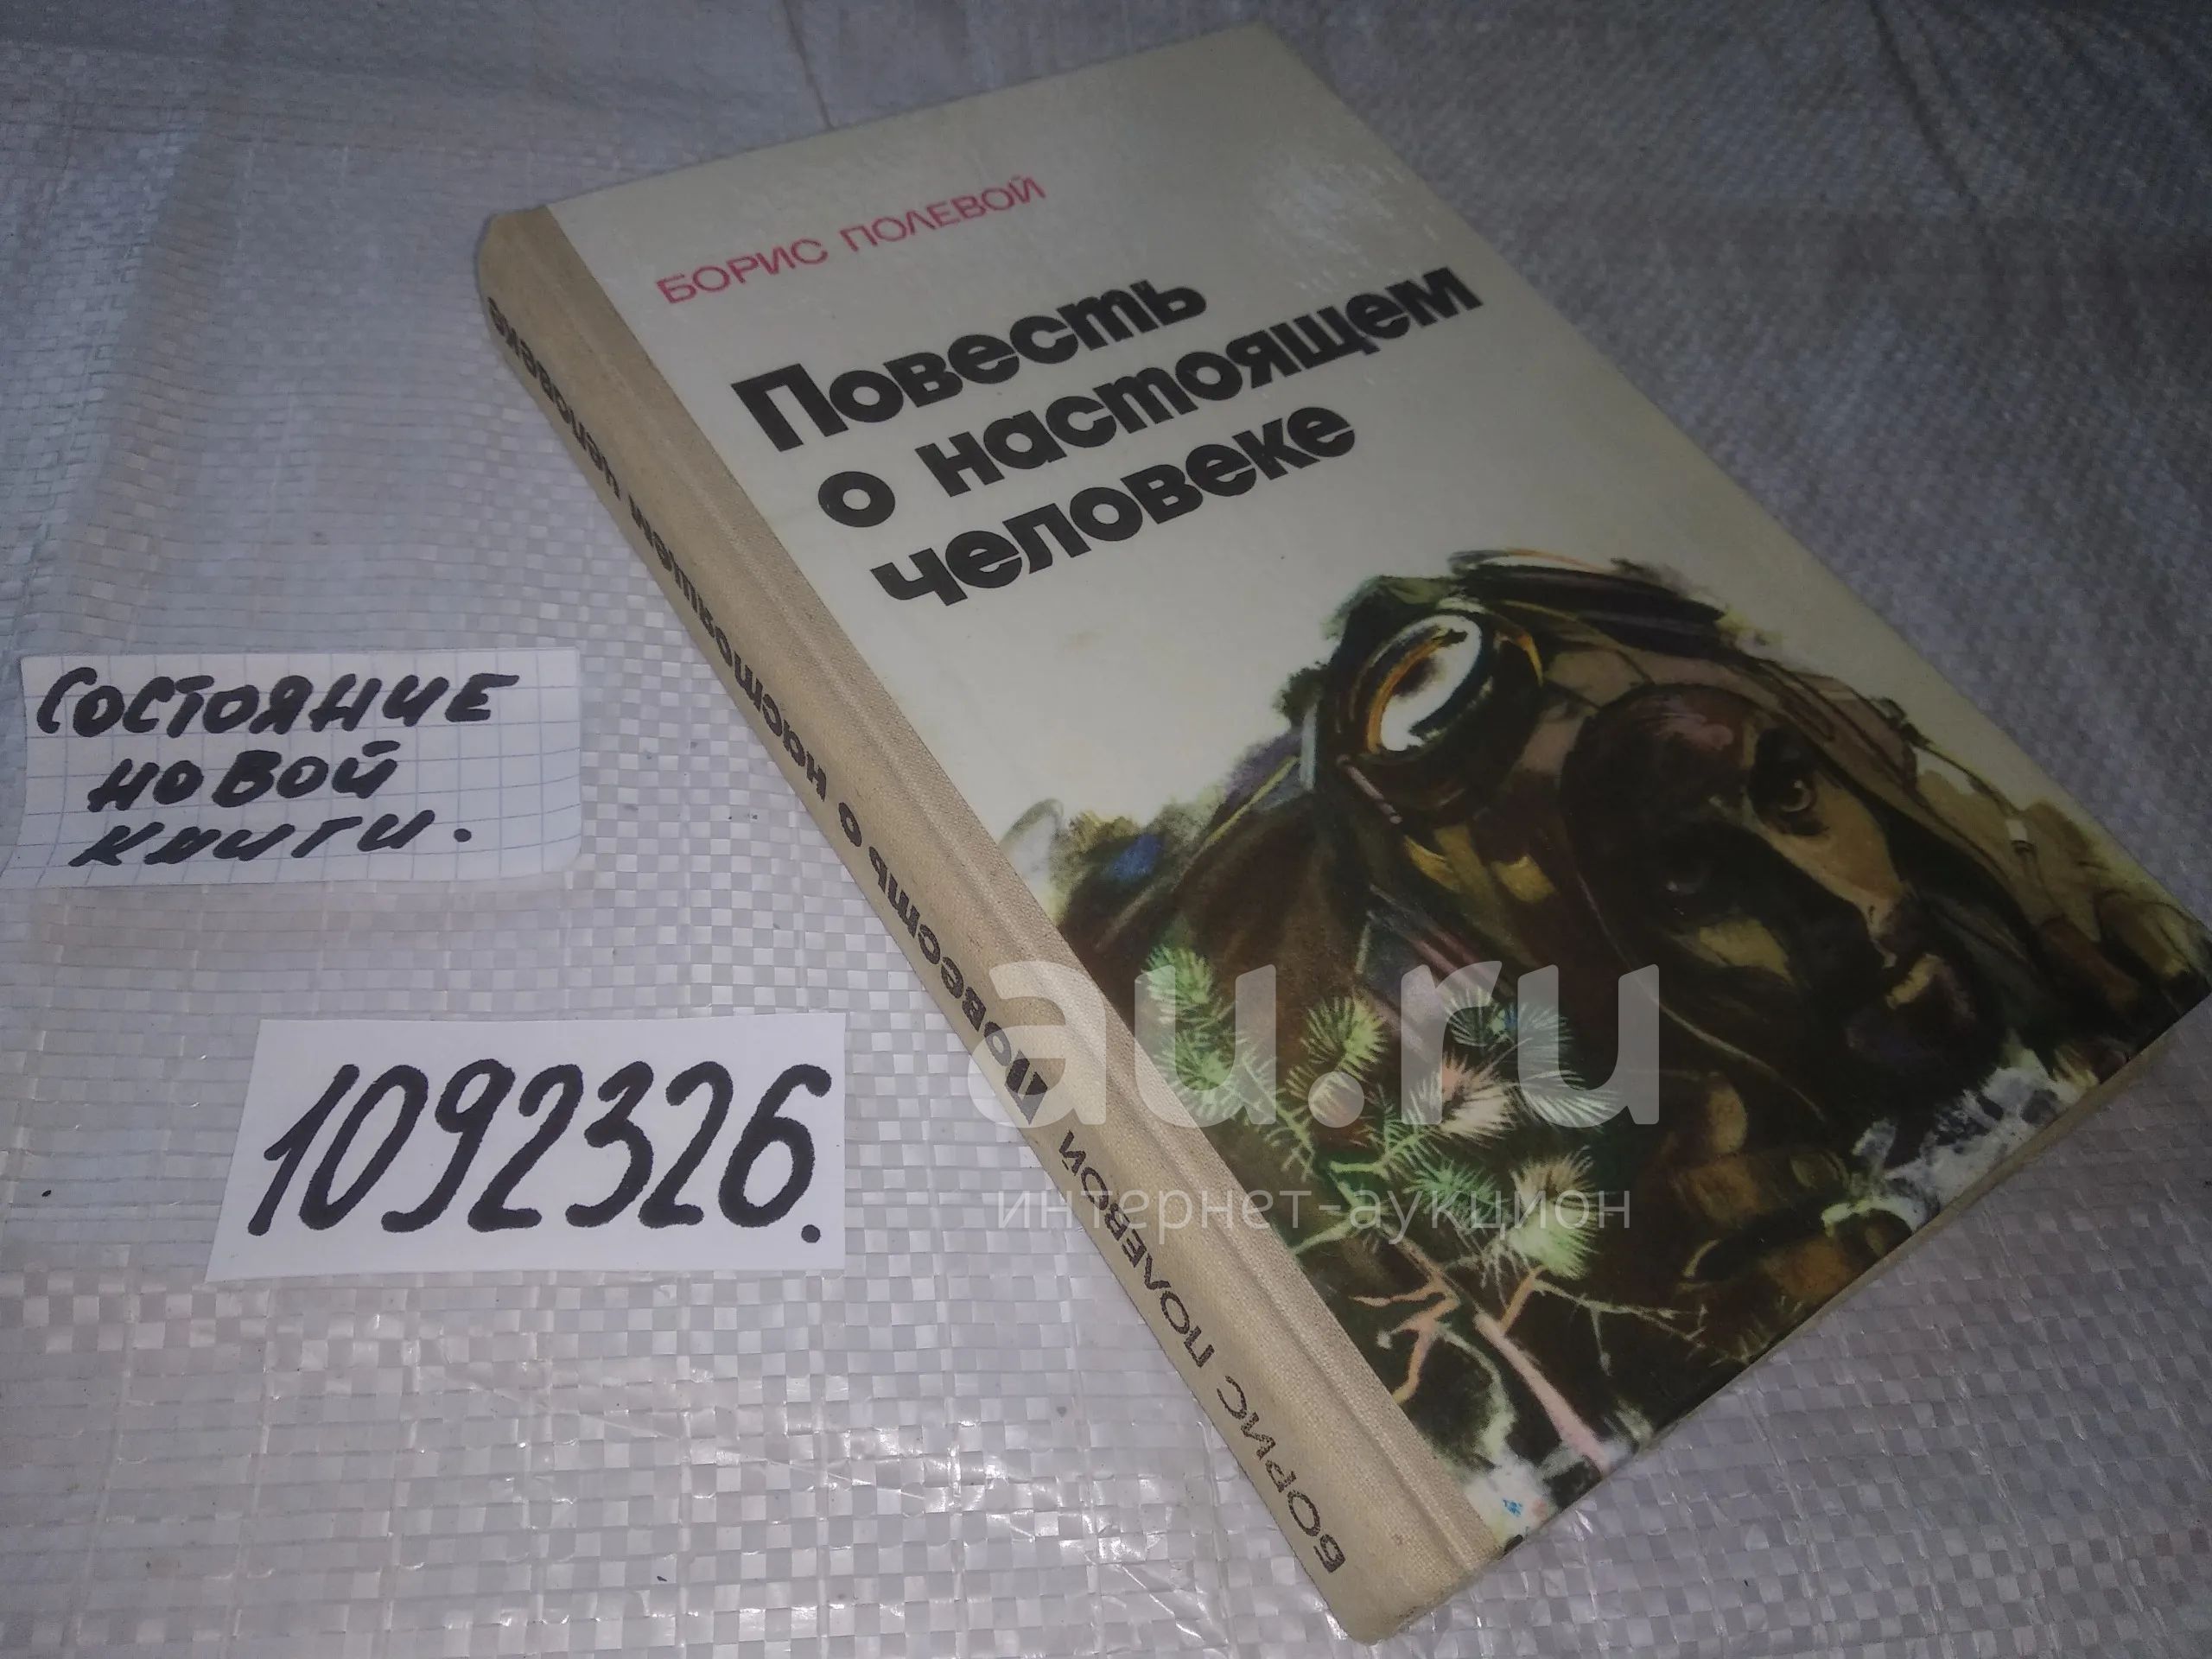 БОРИС ПОЛЕВОЙ
Повесть
о настоящем
человеке
БОРИС ПОЛЕВОЙ Повесть о настоящем человеке
СОСТОЯНИЕ
НОВОЙ
КНИГИ.
1092326.
au.ru
интернет-аукцион